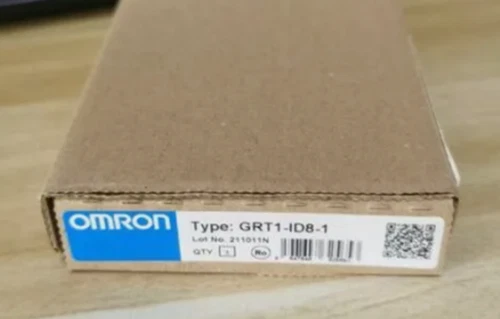 OMRON
Type: GRT1-ID8-1
Lot No. 211011N
QTY 1